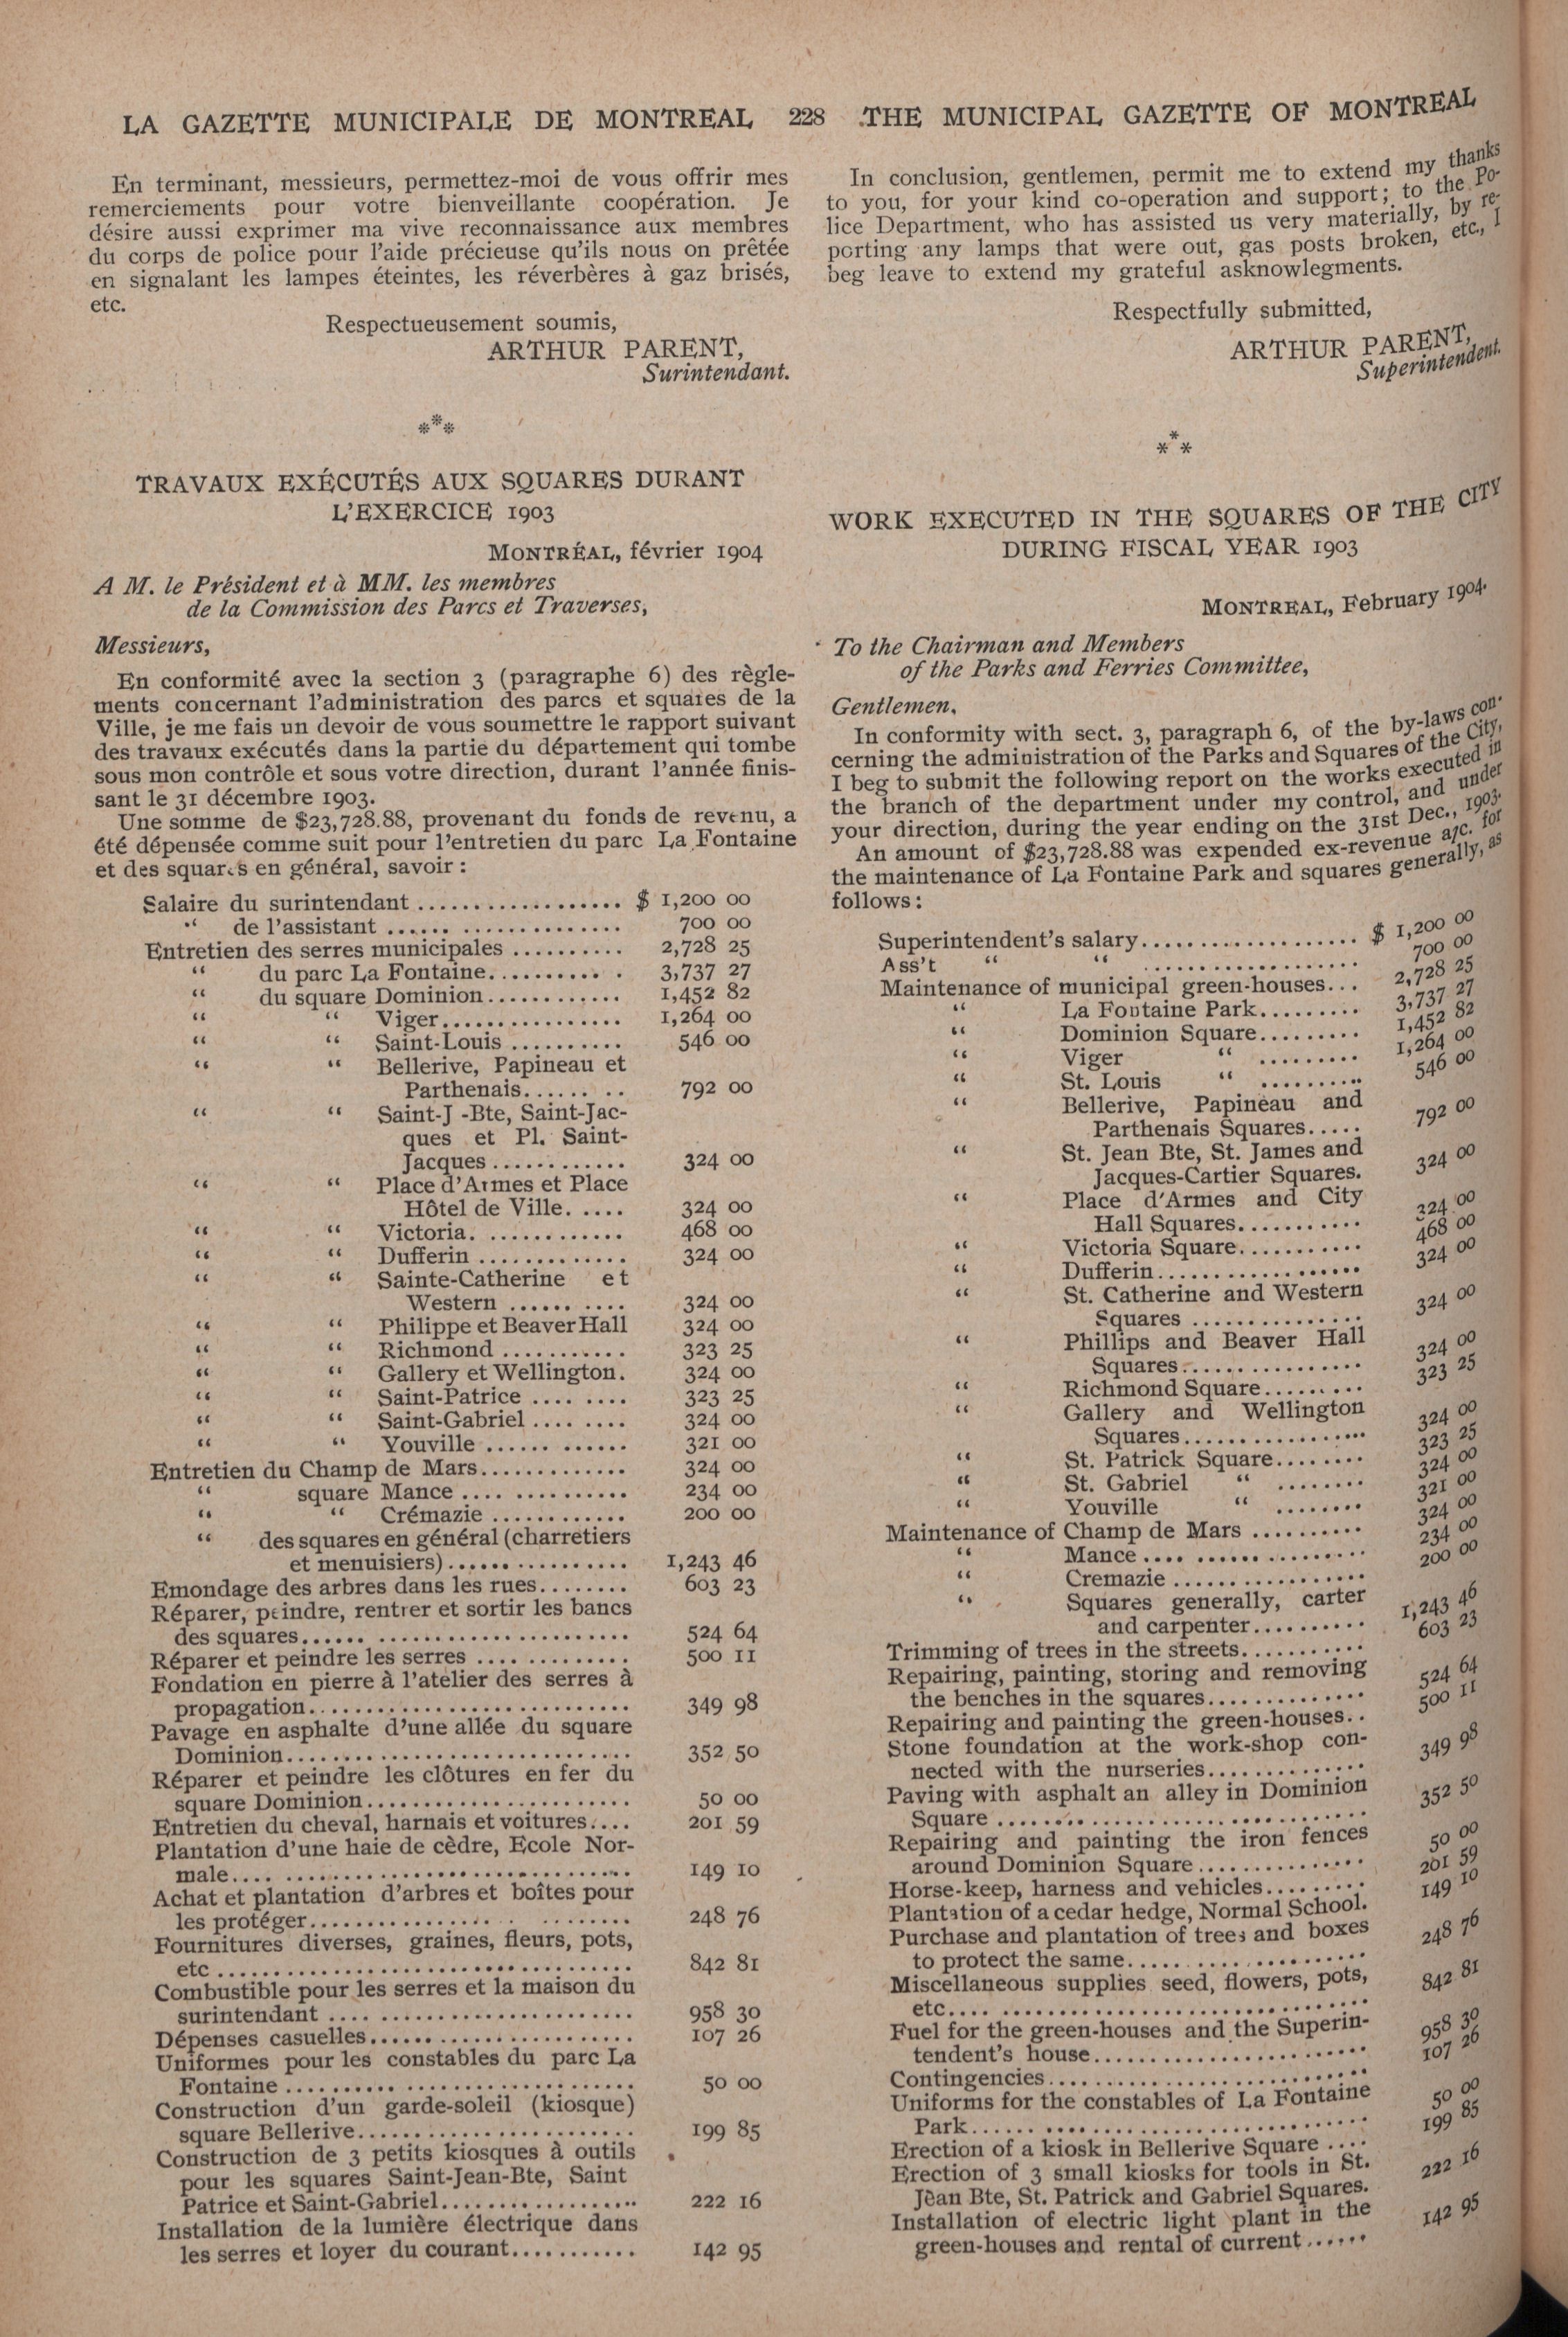 LA GAZETTE MUNICIPALE DE MONTREAL 228 THE MUNICIPAL GAZETTE OF MONTREAL
En terminant, messieurs, permettez-moi de vous offrir mes
remerciements pour votre bienveillante coopération. Je
désire aussi exprimer ma vive reconnaissance aux membres
du corps de police pour l'aide précieuse qu'ils nous on prêtée
en signalant les lampes éteintes, les réverbères à gaz brisés,
etc.
Respectueusement soumis,
ARTHUR PARENT,
Surintendant.
***
TRAVAUX EXÉCUTÉS AUX SQUARES DURANT
L'EXERCICE 1903
MONTRÉAL, février 1904
A M. le Président et à MM. les membres
de la Commission des Parcs et Traverses,
Messieurs,
En conformité avec la section 3 (paragraphe 6) des règle-
ments concernant l'administration des parcs et squares de la
Ville, je me fais un devoir de vous soumettre le rapport suivant
des travaux exécutés dans la partie du département qui tombe
sous mon contrôle et sous votre direction, durant l'année finis-
sant le 31 décembre 1903.
Une somme de $23,728.88, provenant du fonds de revenu, a
été dépensée comme suit pour l'entretien du parc La Fontaine
et des squares en général, savoir :
Salaire du surintendant .................. $ 1,200 00
" de l'assistant ...... .............. 700 00
Entretien des serres municipales .......... 2,728 25
" du parc La Fontaine.......... . 3,737 27
" du square Dominion............ 1,452 82
" " Viger................ 1,264 00
" " Saint-Louis .......... 546 00
" " Bellerive, Papineau et
Parthenais...... .. 792 00
" " Saint-J -Bte, Saint-Jac-
ques et Pl. Saint-
Jacques ............ 324 00
" " Place d'Armes et Place
Hôtel de Ville. .... 324 00
" " Victoria. ............ 468 00
" " Dufferin ............. 324 00
" " Sainte-Catherine et
Western ...... .... 324 00
" " Philippe et Beaver Hall 324 00
" " Richmond ........... 323 25
" " Gallery et Wellington. 324 00
" " Saint-Patrice .... .... 323 25
" " Saint-Gabriel .... .... 324 00
" " Youville ...... ...... 321 00
Entretien du Champ de Mars............. 324 00
" square Mance .... .......... 234 00
" " Crémazie ............ 200 00
" des squares en général (charretiers
et menuisiers)................ 1,243 46
Emondage des arbres dans les rues........ 603 23
Réparer, peindre, rentrer et sortir les bancs
des squares...... ...................... 524 64
Réparer et peindre les serres .... ......... 500 11
Fondation en pierre à l'atelier des serres à
propagation............................ 349 98
Pavage en asphalte d'une allée du square
Dominion.............................. 352 50
Réparer et peindre les clôtures en fer du
square Dominion....................... 50 00
Entretien du cheval, harnais et voitures.... 201 59
Plantation d'une haie de cèdre, Ecole Nor-
male.... ............................ 149 10
Achat et plantation d'arbres et boîtes pour
les protéger................ . ........ 248 76
Fournitures diverses, graines, fleurs, pots,
etc .................................... 842 81
Combustible pour les serres et la maison du
surintendant .... ...................... 958 30
Dépenses casuelles....................... 107 26
Uniformes pour les constables du parc La
Fontaine .......... .................... 50 00
Construction d'un garde-soleil (kiosque)
square Bellerive........................ 199 85
Construction de 3 petits kiosques à outils
pour les squares Saint-Jean-Bte, Saint
Patrice et Saint-Gabriel................. 222 16
Installation de la lumière électrique dans
les serres et loyer du courant........... 142 95
In conclusion, gentlemen, permit me to extend my thanks
to you, for your kind co-operation and support; to the Po-
lice Department, who has assisted us very materially, by re-
porting any lamps that were out, gas posts broken, etc., I
beg leave to extend my grateful asknowlegments.
Respectfully submitted,
ARTHUR PARENT,
Superintendent.
***
WORK EXECUTED IN THE SQUARES OF THE CITY
DURING FISCAL YEAR 1903
MONTREAL, February 1904.
To the Chairman and Members
of the Parks and Ferries Committee,
Gentlemen,
In conformity with sect. 3, paragraph 6, of the by-laws con-
cerning the administration of the Parks and Squares of the City,
I beg to submit the following report on the works executed in
the branch of the department under my control, and under
your direction, during the year ending on the 31st Dec., 1903.
An amount of $23,728.88 was expended ex-revenue a/c. for
the maintenance of La Fontaine Park and squares generally, as
follows :
Superintendent's salary................... $ 1,200 00
Ass't " " ................... 700 00
Maintenance of municipal green-houses... 2,728 25
" La Fontaine Park......... 3,737 27
" Dominion Square......... 1,452 82
" Viger " ......... 1,264 00
" St. Louis " ......... 546 00
" Bellerive, Papineau and
Parthenais Squares..... 792 00
" St. Jean Bte, St. James and
Jacques-Cartier Squares. 324 00
" Place d'Armes and City
Hall Squares........... 324 00
" Victoria Square........... 468 00
" Dufferin.................. 324 00
" St. Catherine and Western
Squares ............... 324 00
" Phillips and Beaver Hall
Squares................ 324 00
" Richmond Square......... 323 25
" Gallery and Wellington
Squares................ 324 00
" St. Patrick Square........ 323 25
" St. Gabriel " ........ 324 00
" Youville " ........ 321 00
Maintenance of Champ de Mars .......... 324 00
" Mance .... ............... 234 00
" Cremazie ................. 200 00
" Squares generally, carter
and carpenter.......... 1,243 46
Trimming of trees in the streets........... 603 23
Repairing, painting, storing and removing
the benches in the squares.............. 524 64
Repairing and painting the green-houses.. 500 11
Stone foundation at the work-shop con-
nected with the nurseries............... 349 98
Paving with asphalt an alley in Dominion
Square ................................ 352 50
Repairing and painting the iron fences
around Dominion Square............... 50 00
Horse-keep, harness and vehicles......... 201 59
Plantation of a cedar hedge, Normal School. 149 10
Purchase and plantation of trees and boxes
to protect the same..................... 248 76
Miscellaneous supplies seed, flowers, pots,
etc.... ................................ 842 81
Fuel for the green-houses and the Superin-
tendent's house........................ 958 30
Contingencies............................ 107 26
Uniforms for the constables of La Fontaine
Park...... ............................ 50 00
Erection of a kiosk in Bellerive Square .... 199 85
Erection of 3 small kiosks for tools in St.
Jean Bte, St. Patrick and Gabriel Squares. 222 16
Installation of electric light plant in the
green-houses and rental of current...... 142 95